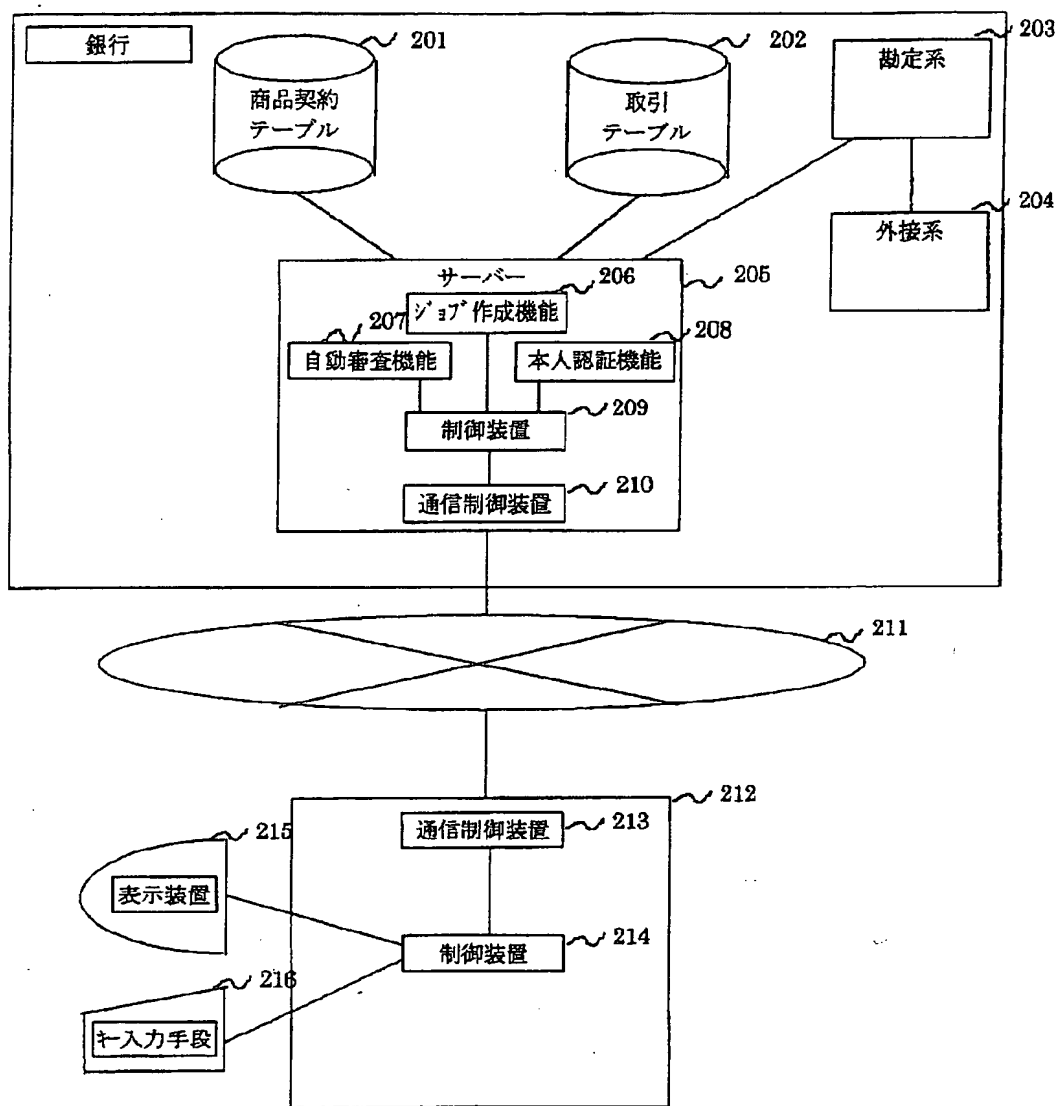 銀行
201
商品契約
テーブル
202
取引
テーブル
203
勘定系
204
外接系
サーバー
205
206
ジョブ作成機能
207
自動審査機能
208
本人認証機能
209
制御装置
210
通信制御装置
211
212
通信制御装置
213
215
表示装置
制御装置
214
216
キー入力手段